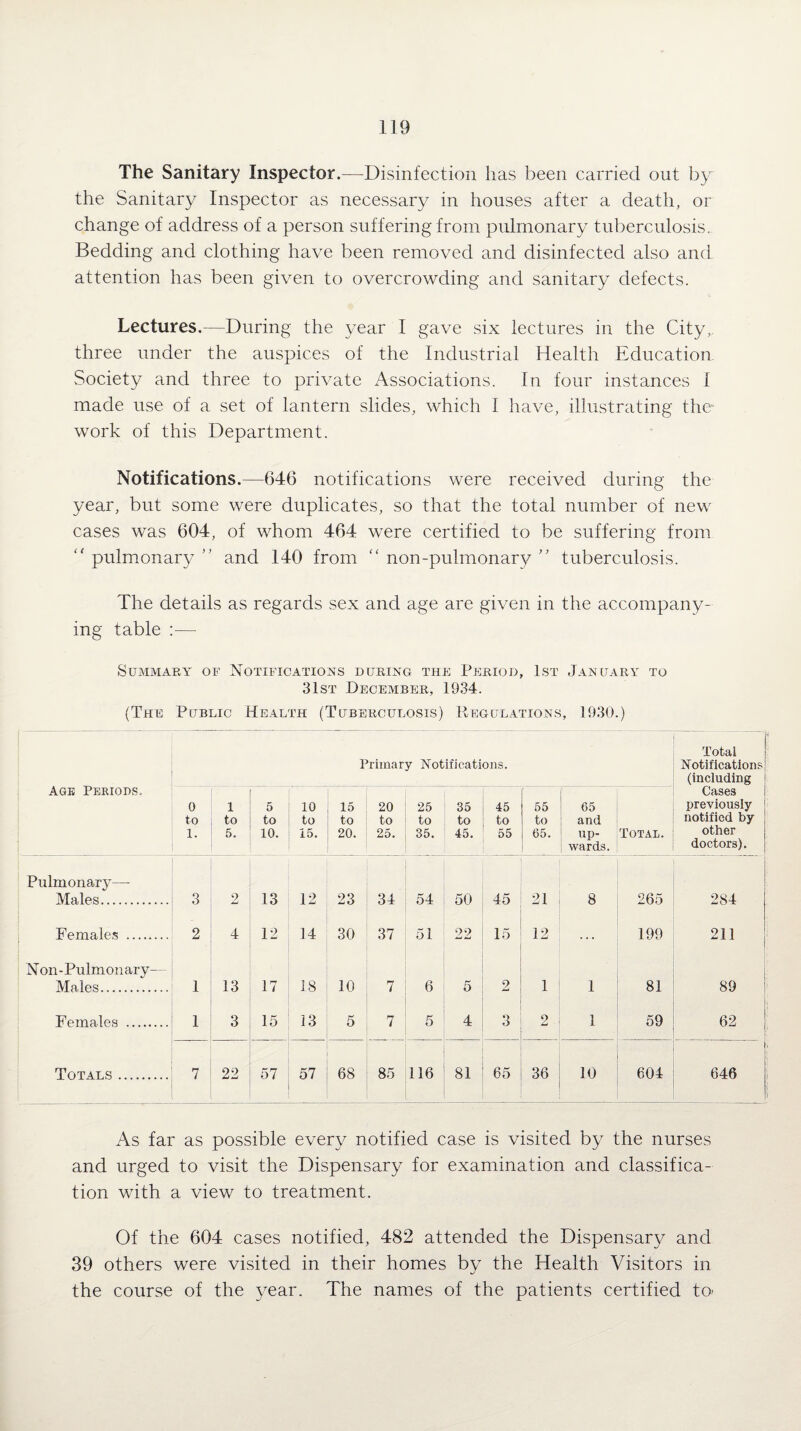 119
The Sanitary Inspector.—Disinfection has been carried out by
the Sanitary Inspector as necessary in houses after a death, or
change of address of a person suffering from pulmonary tuberculosis.
Bedding and clothing have been removed and disinfected also and
attention has been given to overcrowding and sanitary defects.
Lectures.—During the year I gave six lectures in the City,
three under the auspices of the Industrial Health Education
Society and three to private Associations. In four instances I
made use of a set of lantern slides, which I have, illustrating the
work of this Department.
Notifications.—646 notifications were received during the
year, but some were duplicates, so that the total number of new
cases was 604, of whom 464 were certified to be suffering from
“ pulmonary ” and 140 from “ non-pulmonary ” tuberculosis.
The details as regards sex and age are given in the accompany-
ing table :—
Summary of Notifications during the Period, 1st January to
31st December, 1934.
(The Public Health (Tuberculosis) Regulations, 1930.)
Age Periods. Primary Notifications. Total Notifications (including Cases previously notified by other doctors).
0 to 1. 1 to 5. 5 to 10. 10 to 15. 15 to 20. 20 to 25. 25 to 35. 35 to 45. 45 to 55 55 to 65. 65 and up-wards. Total.
Pulmonary—
Males............ 3 2 13 12 23 34 54 50 45 21 8 265 284
Females ........ 2 4 12 14 30 37 51 22 15 12 ... 199 211
Non-Pulmonary—
Males............ 1 13 17 18 10 7 6 5 2 1 1 81 89
Females ........ 1 3 15 13 5 7 5 4 3 2 1 59 62
Totals ......... 7 22 57 57 68 85 116 81 65 36 10 604 646
As far as possible every notified case is visited by the nurses
and urged to visit the Dispensary for examination and classifica-
tion with a view to treatment.
Of the 604 cases notified, 482 attended the Dispensary and
39 others were visited in their homes by the Health Visitors in
the course of the year. The names of the patients certified to